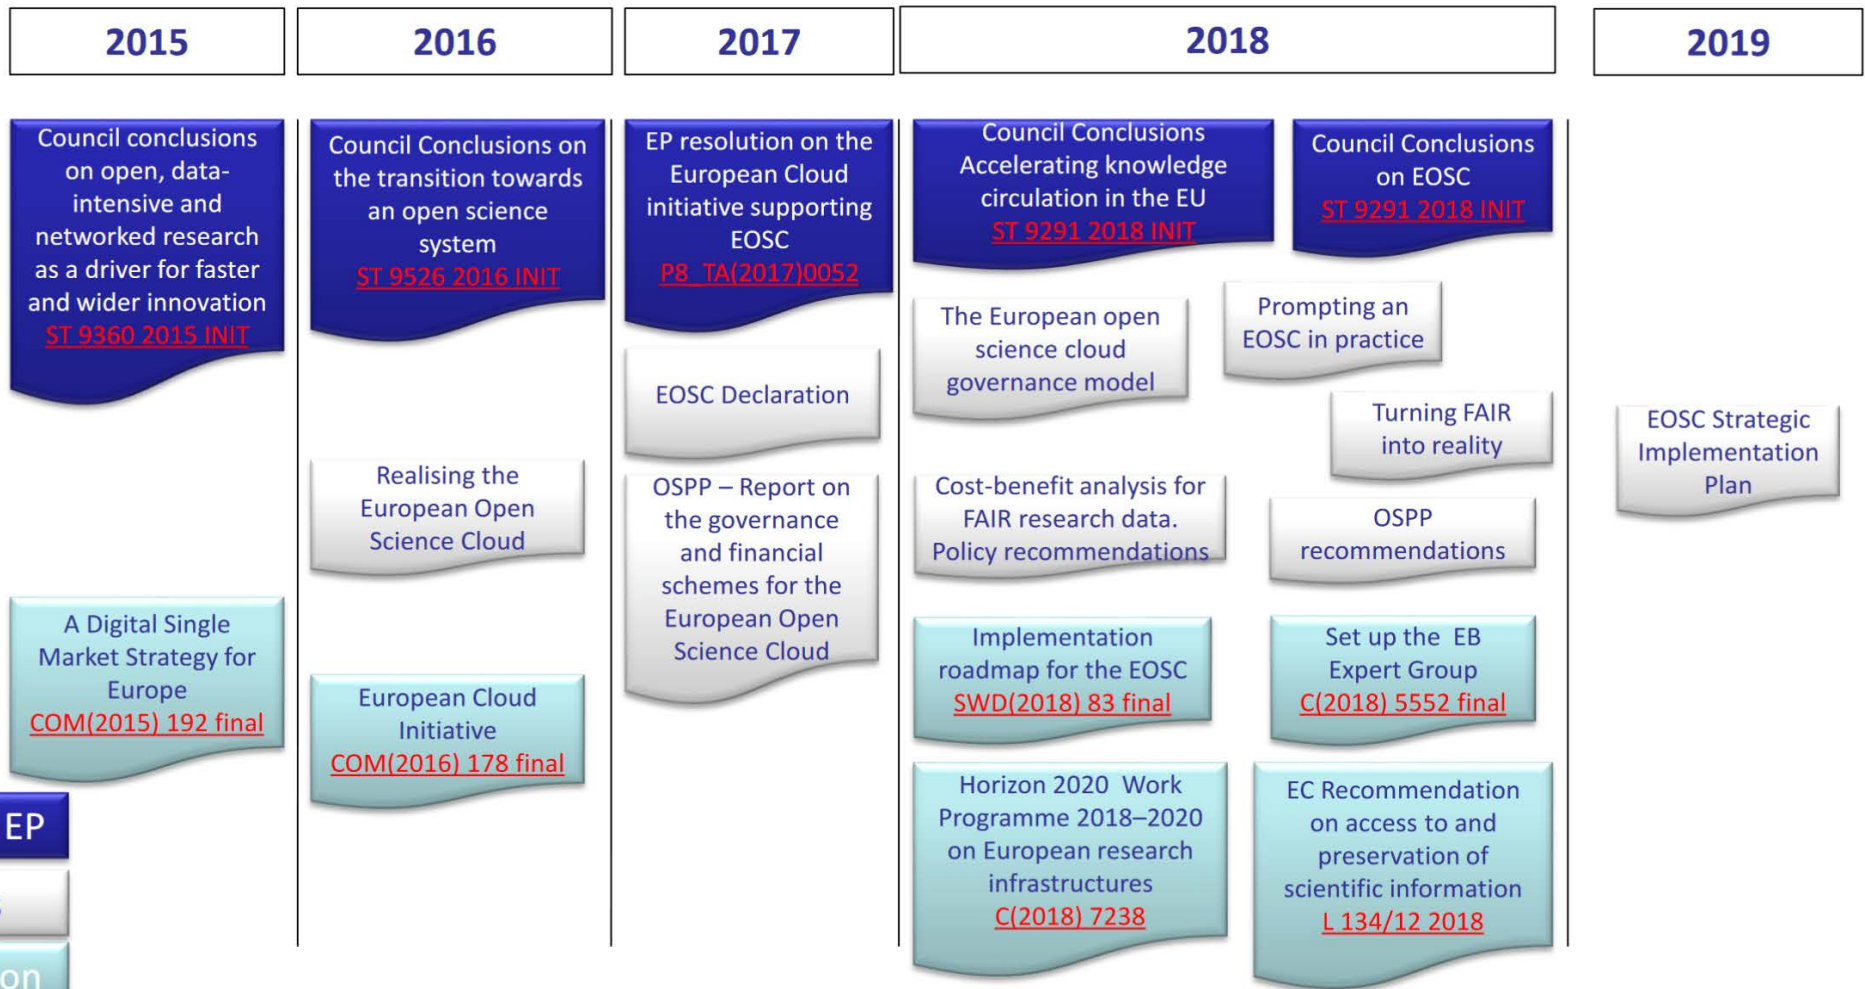 2015
2016
2017
2018
2019
Council conclusions
on open, data-
intensive and
networked research
as a driver for faster
and wider innovation
ST 9360 2015 INIT
A Digital Single
Market Strategy for
Europe
COM(2015) 192 final
Council Conclusions on
the transition towards
an open science
system
ST 9526 2016 INIT
Realising the
European Open
Science Cloud
European Cloud
Initiative
COM(2016) 178 final
EP resolution on the
European Cloud
initiative supporting
EOSC
P8_TA(2017)0052
EOSC Declaration
OSPP – Report on
the governance
and financial
schemes for the
European Open
Science Cloud
Council Conclusions
Accelerating knowledge
circulation in the EU
ST 9291 2018 INIT
Council Conclusions
on EOSC
ST 9291 2018 INIT
The European open
science cloud
governance model
Prompting an
EOSC in practice
Turning FAIR
into reality
Cost-benefit analysis for
FAIR research data.
Policy recommendations
OSPP
recommendations
Implementation
roadmap for the EOSC
SWD(2018) 83 final
Set up the EB
Expert Group
C(2018) 5552 final
Horizon 2020 Work
Programme 2018–2020
on European research
infrastructures
C(2018) 7238
EC Recommendation
on access to and
preservation of
scientific information
L 134/12 2018
EOSC Strategic
Implementation
Plan
EP